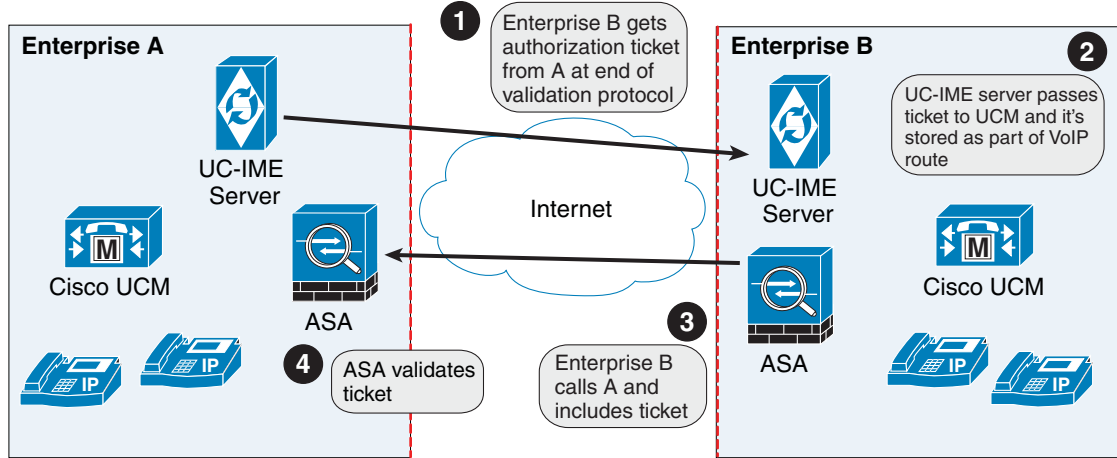 Enterprise A
1
Enterprise B gets
authorization ticket
from A at end of
validation protocol
Enterprise B
2
UC-IME server passes
ticket to UCM and it's
stored as part of VoIP
route
UC-IME
Server
Internet
UC-IME
Server
M
Cisco UCM
M
Cisco UCM
ASA
ASA
IP
IP
4
ASA validates
ticket
3
Enterprise B
calls A and
includes ticket
IP
IP